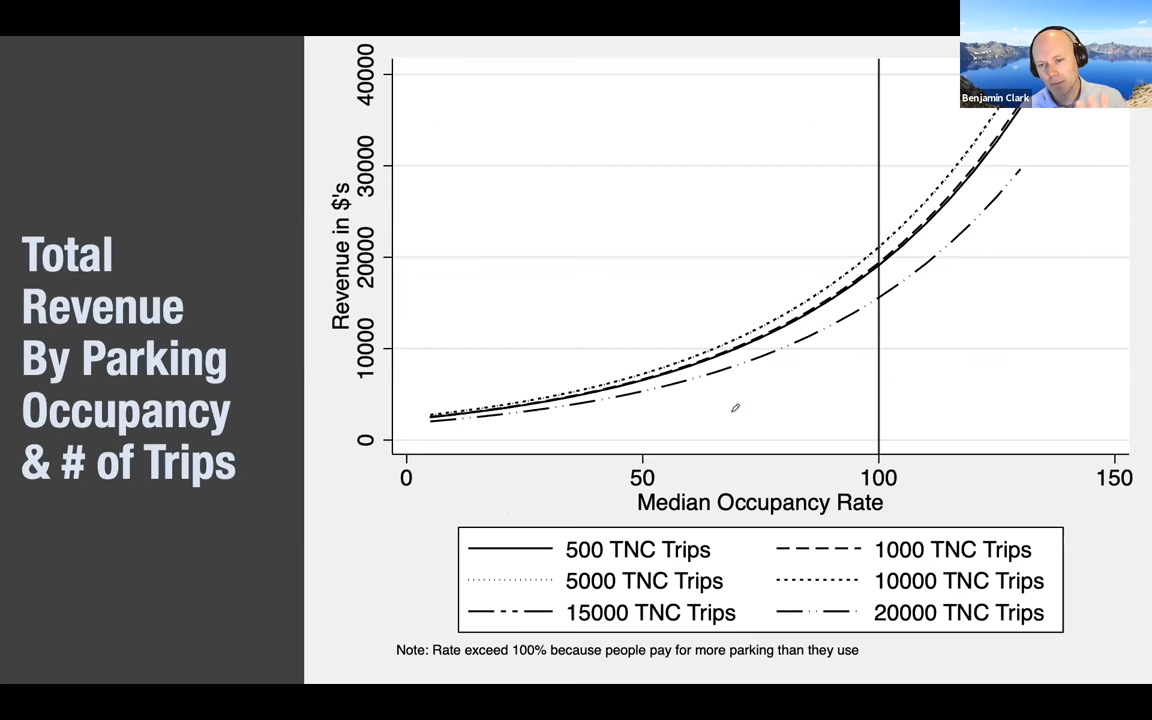 Benjamin Clark
Total
Revenue
By Parking
Occupancy
& # of Trips
Revenue in $'s
40000
30000
20000
10000
0
0 50 100 150
Median Occupancy Rate
500 TNC Trips 1000 TNC Trips
5000 TNC Trips 10000 TNC Trips
15000 TNC Trips 20000 TNC Trips
Note: Rate exceed 100% because people pay for more parking than they use